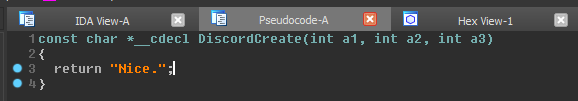 IDA View-A
Pseudocode-A
Hex View-1
1 const char *__cdecl DiscordCreate(int a1, int a2, int a3)
2 {
3 return "Nice.";
4 }